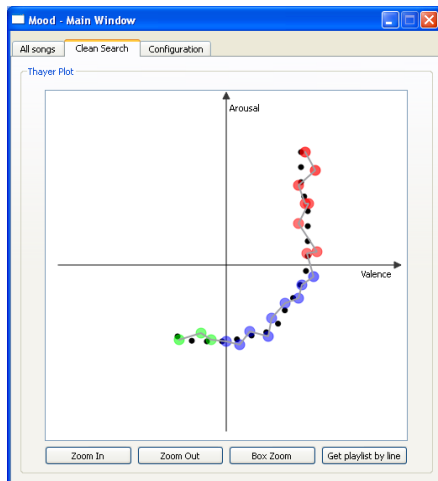 Mood - Main Window
All songs Clean Search Configuration
Thayer Plot
Arousal
Valence
Zoom In Zoom Out Box Zoom Get playlist by line